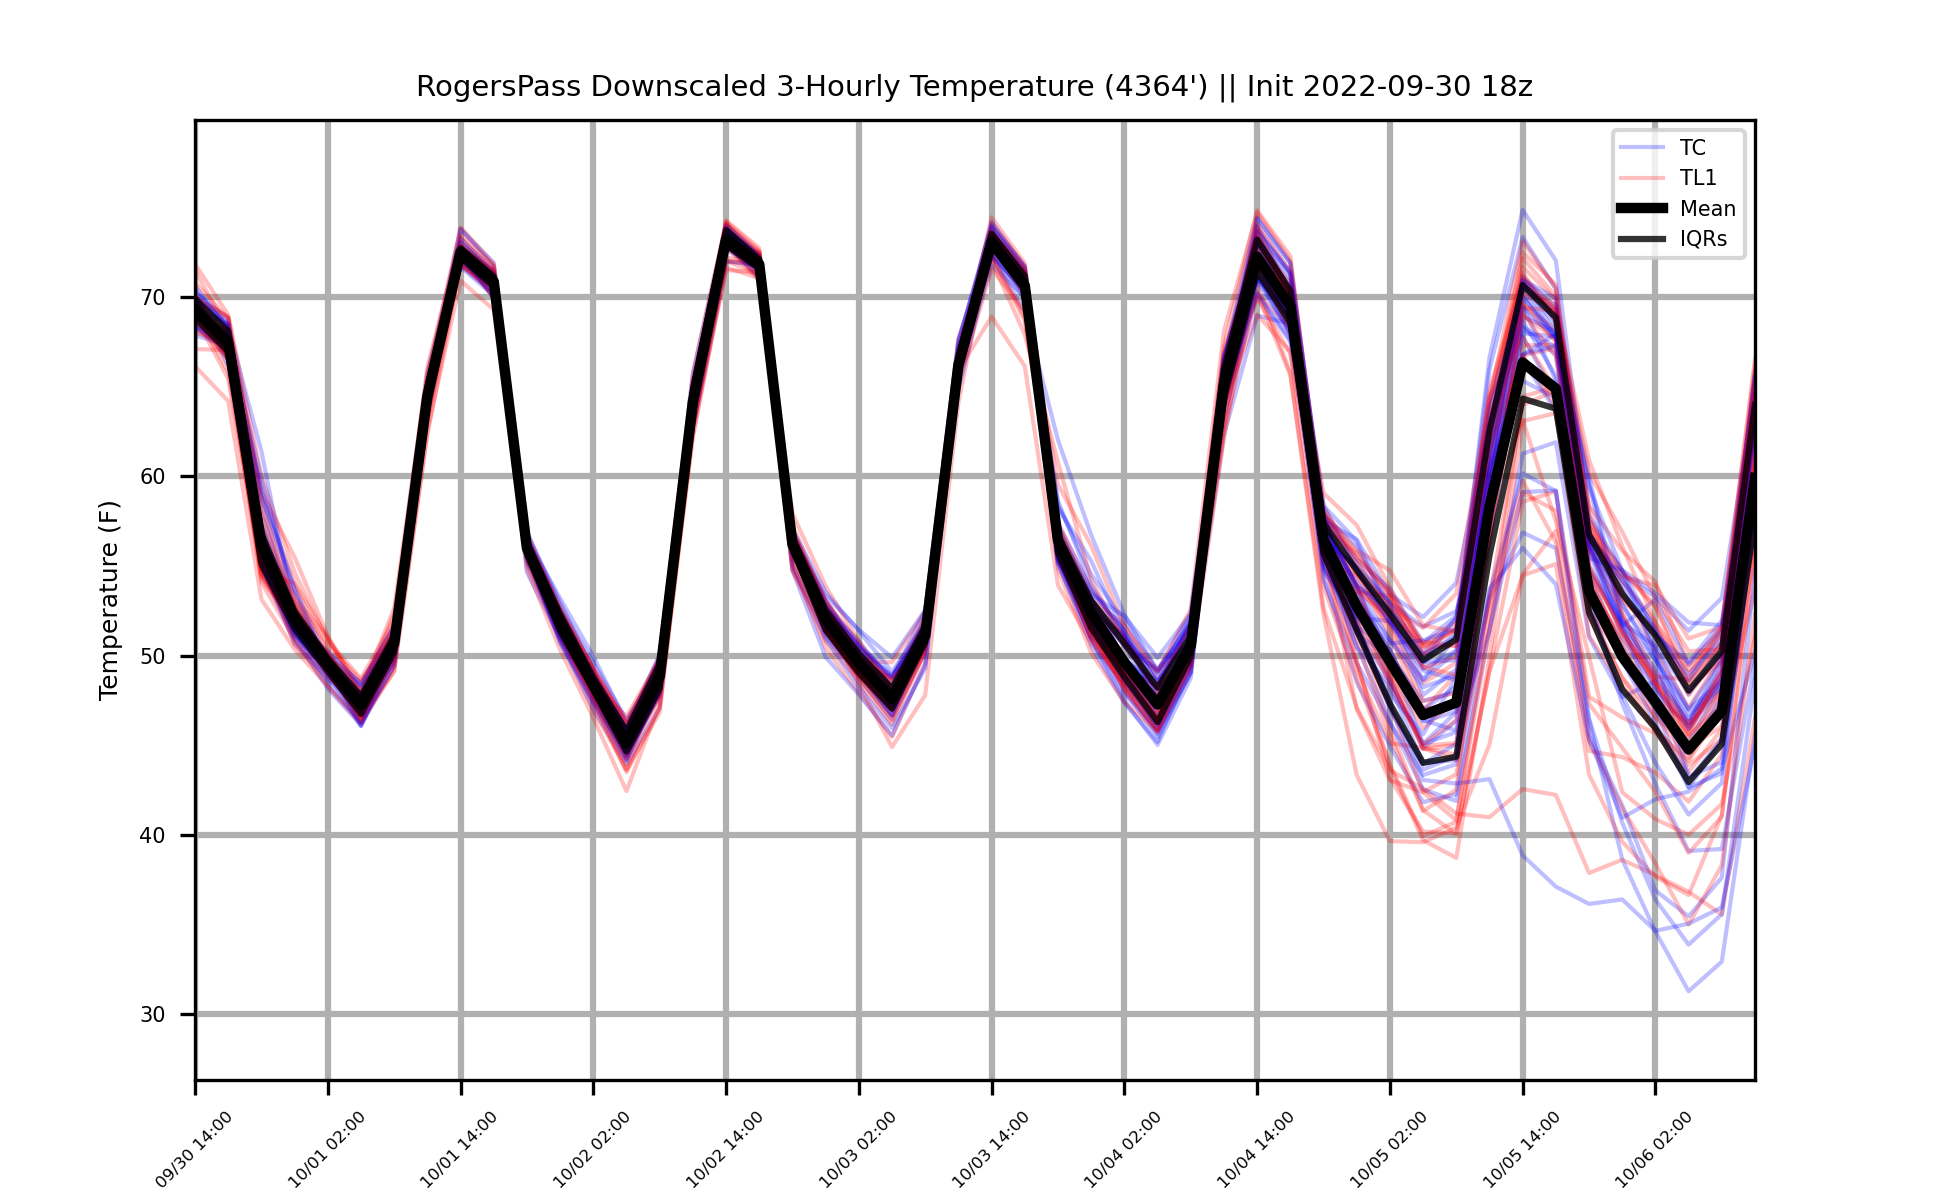 RogersPass Downscaled 3-Hourly Temperature (4364') || Init 2022-09-30 18z
TC
TL1
Mean
IQRs
Temperature (F)
70
60
50
40
30
09/30 14:00
10/01 02:00
10/01 14:00
10/02 02:00
10/02 14:00
10/03 02:00
10/03 14:00
10/04 02:00
10/04 14:00
10/05 02:00
10/05 14:00
10/06 02:00